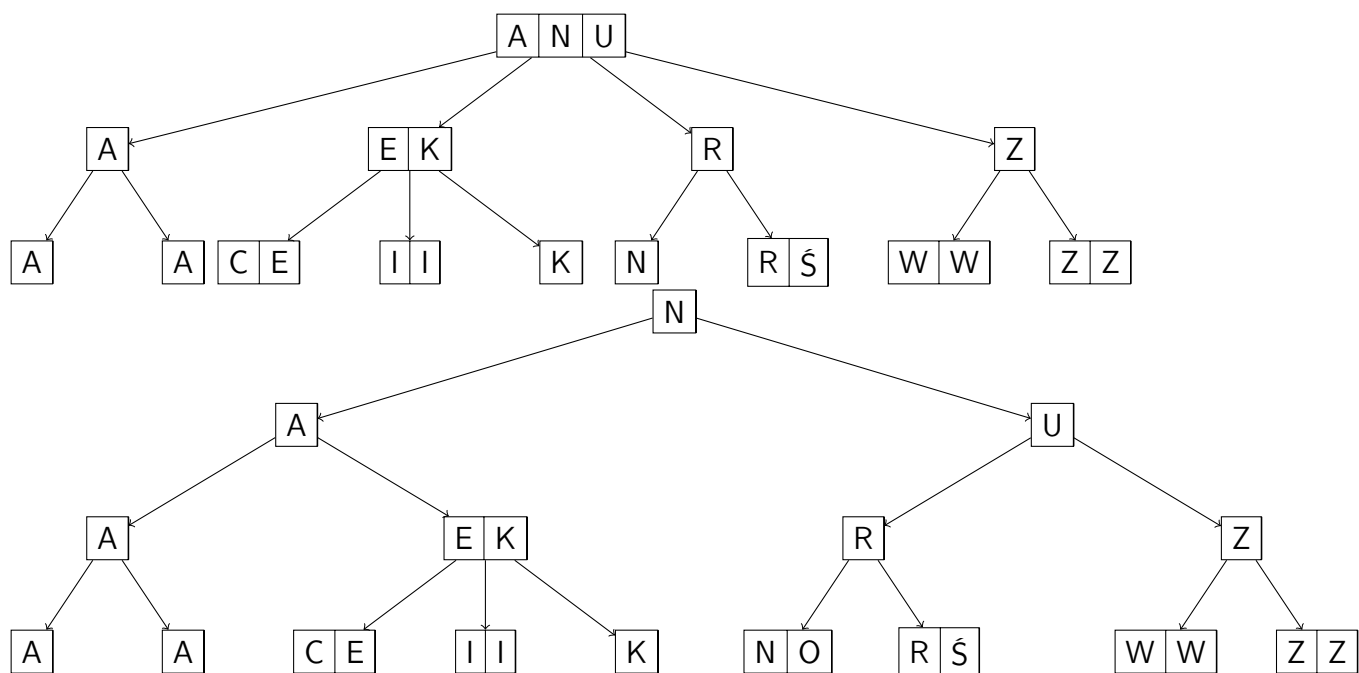 A N U
A E K R Z
A A C E I I K N R Ś W W Z Z
N
A U
A E K R Z
A A C E I I K N O R Ś W W Z Z